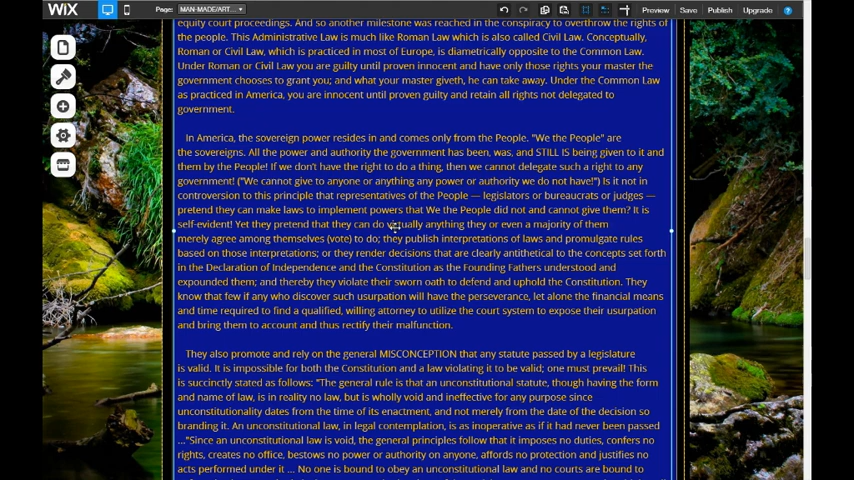 WiX
Page: MAN-MADE/ART...
Preview
Save
Publish
Upgrade
?
equity court proceedings. And so another milestone was reached in the conspiracy to overthrow the rights of
the people. This Administrative Law is much like Roman Law which is also called Civil Law. Conceptually,
Roman or Civil Law, which is practiced in most of Europe, is diametrically opposite to the Common Law.
Under Roman or Civil Law you are guilty until proven innocent and have only those rights your master the
government chooses to grant you; and what your master giveth, he can take away. Under the Common Law
as practiced in America, you are innocent until proven guilty and retain all rights not delegated to
government.
In America, the sovereign power resides in and comes only from the People. "We the People" are
the sovereigns. All the power and authority the government has been, was, and STILL IS being given to it and
them by the People! If we don't have the right to do a thing, then we cannot delegate such a right to any
government! ("We cannot give to anyone or anything any power or authority we do not have!") Is it not in
controversion to this principle that representatives of the People — legislators or bureaucrats or judges —
pretend they can make laws to implement powers that We the People did not and cannot give them? It is
self-evident! Yet they pretend that they can do virtually anything they or even a majority of them
merely agree among themselves (vote) to do; they publish interpretations of laws and promulgate rules
based on those interpretations; or they render decisions that are clearly antithetical to the concepts set forth
in the Declaration of Independence and the Constitution as the Founding Fathers understood and
expounded them; and thereby they violate their sworn oath to defend and uphold the Constitution. They
know that few if any who discover such usurpation will have the perseverance, let alone the financial means
and time required to find a qualified, willing attorney to utilize the court system to expose their usurpation
and bring them to account and thus rectify their malfunction.
They also promote and rely on the general MISCONCEPTION that any statute passed by a legislature
is valid. It is impossible for both the Constitution and a law violating it to be valid; one must prevail! This
is succinctly stated as follows: "The general rule is that an unconstitutional statute, though having the form
and name of law, is in reality no law, but is wholly void and ineffective for any purpose since
unconstitutionality dates from the time of its enactment, and not merely from the date of the decision so
branding it. An unconstitutional law, in legal contemplation, is as inoperative as if it had never been passed
..."Since an unconstitutional law is void, the general principles follow that it imposes no duties, confers no
rights, creates no office, bestows no power or authority on anyone, affords no protection and justifies no
acts performed under it ... No one is bound to obey an unconstitutional law and no courts are bound to